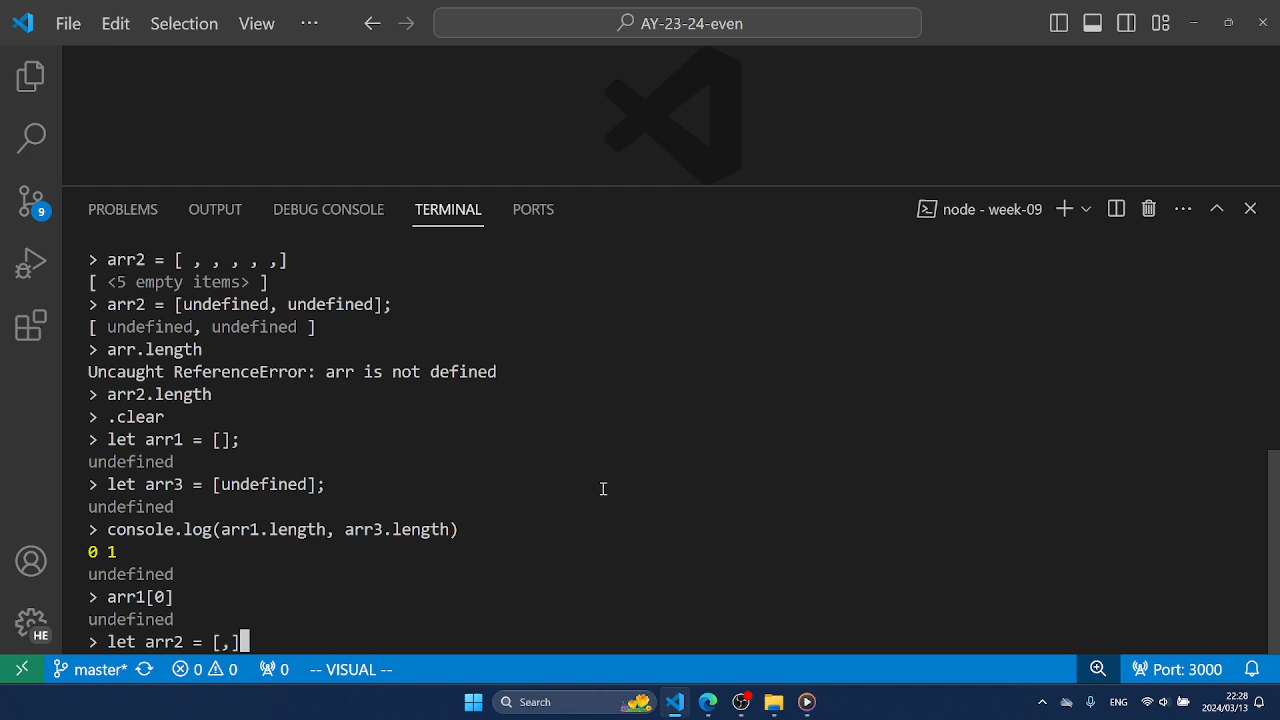 File Edit Selection View ··· AY-23-24-even
PROBLEMS OUTPUT DEBUG CONSOLE TERMINAL PORTS node - week-09
> arr2 = [ , , , , ,]
[ <5 empty items> ]
> arr2 = [undefined, undefined];
[ undefined, undefined ]
> arr.length
Uncaught ReferenceError: arr is not defined
> arr2.length
> .clear
> let arr1 = [];
undefined
> let arr3 = [undefined];
undefined
> console.log(arr1.length, arr3.length)
0 1
undefined
> arr1[0]
undefined
> let arr2 = [,]
9
HE
master* 0 0 0 -- VISUAL -- Port: 3000
Search ENG 22:28
2024/03/13